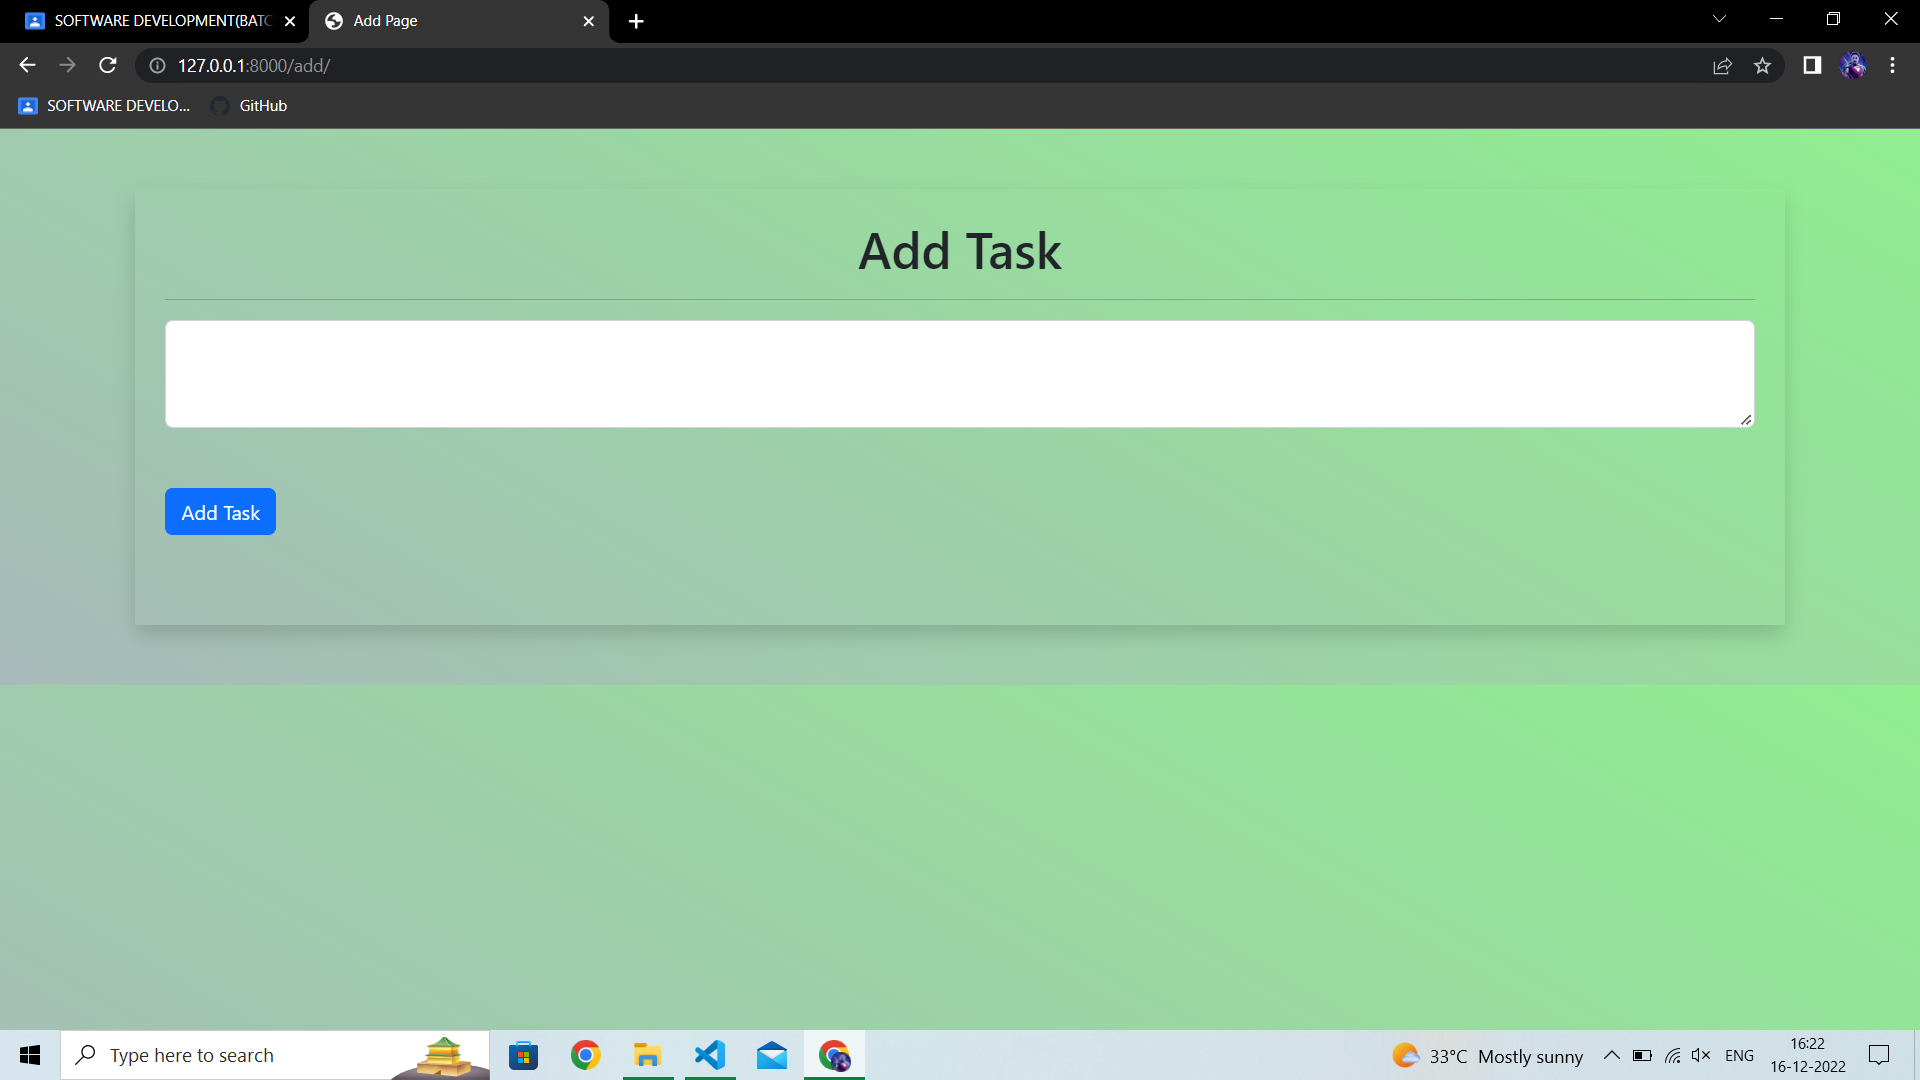 SOFTWARE DEVELOPMENT(BATC
Add Page
127.0.0.1:8000/add/
SOFTWARE DEVELO...
GitHub
Add Task
Add Task
Type here to search
33°C Mostly sunny
ENG
16:22
16-12-2022